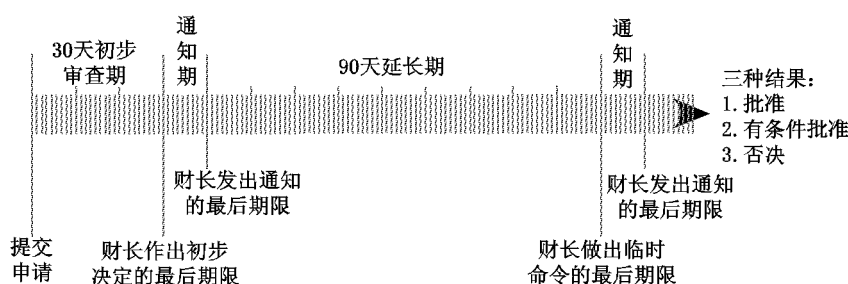 30天初步
审查期
通
知
期
90天延长期
通
知
期
三种结果：
1. 批准
2. 有条件批准
3. 否决
财长发出通知
的最后期限
财长发出通知
的最后期限
提交
申请
财长作出初步
决定的最后期限
财长做出临时
命令的最后期限